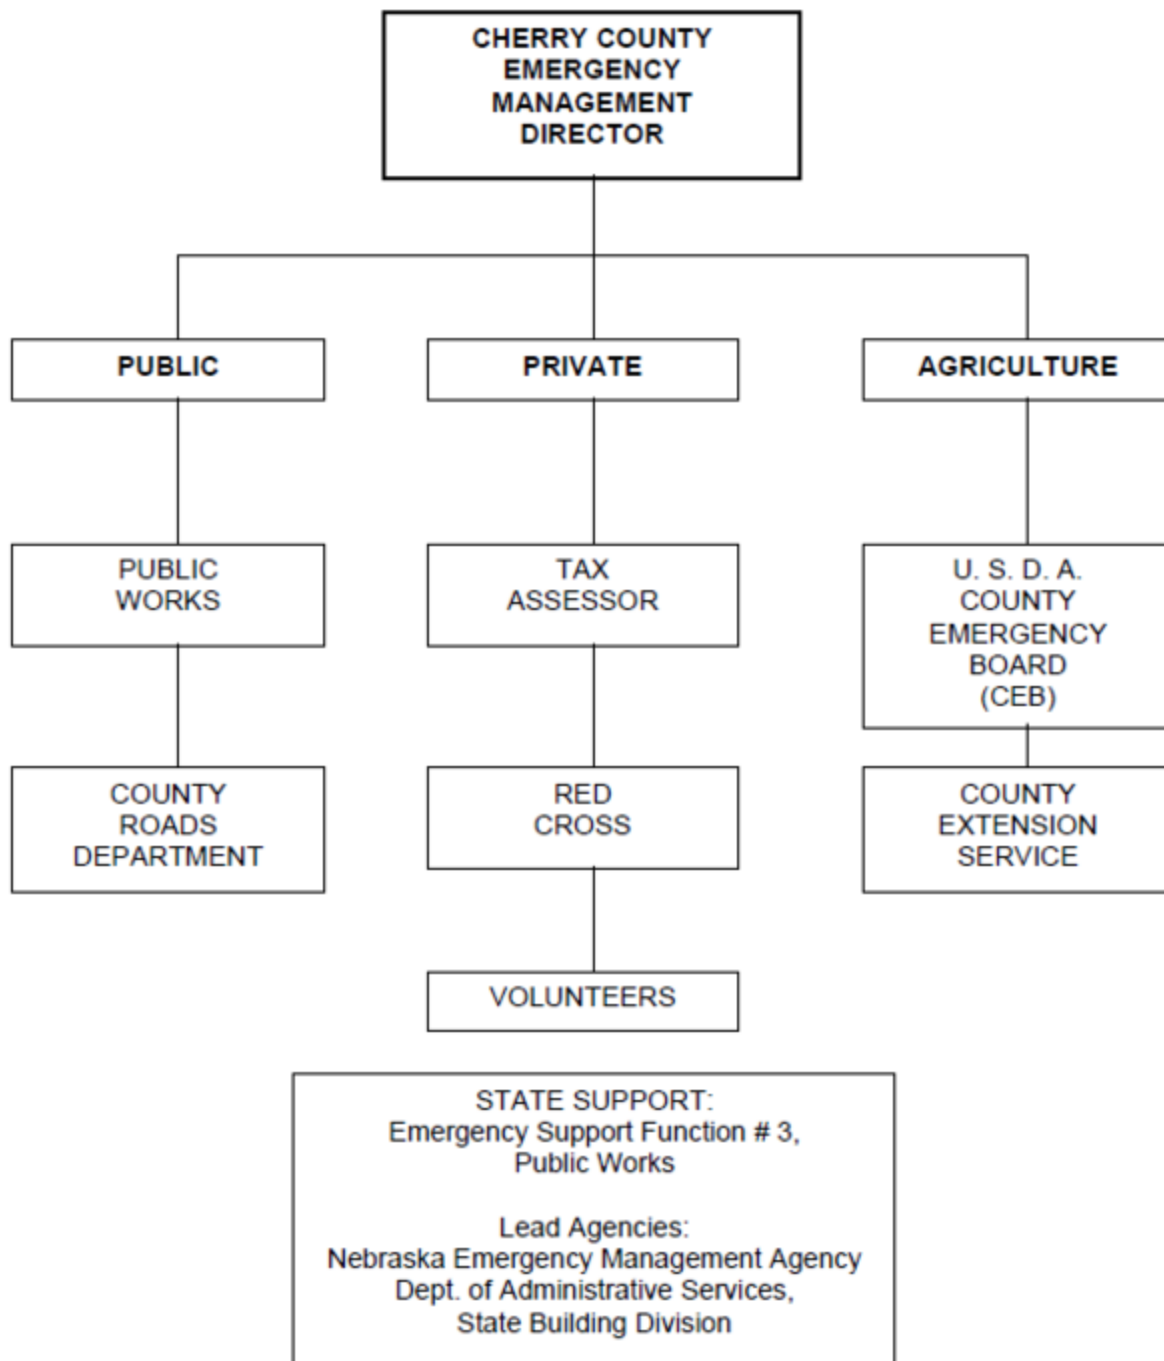 CHERRY COUNTY
EMERGENCY
MANAGEMENT
DIRECTOR
PUBLIC
PRIVATE
AGRICULTURE
PUBLIC
WORKS
TAX
ASSESSOR
U. S. D. A.
COUNTY
EMERGENCY
BOARD
(CEB)
COUNTY
ROADS
DEPARTMENT
RED
CROSS
COUNTY
EXTENSION
SERVICE
VOLUNTEERS
STATE SUPPORT:
Emergency Support Function # 3,
Public Works
Lead Agencies:
Nebraska Emergency Management Agency
Dept. of Administrative Services,
State Building Division